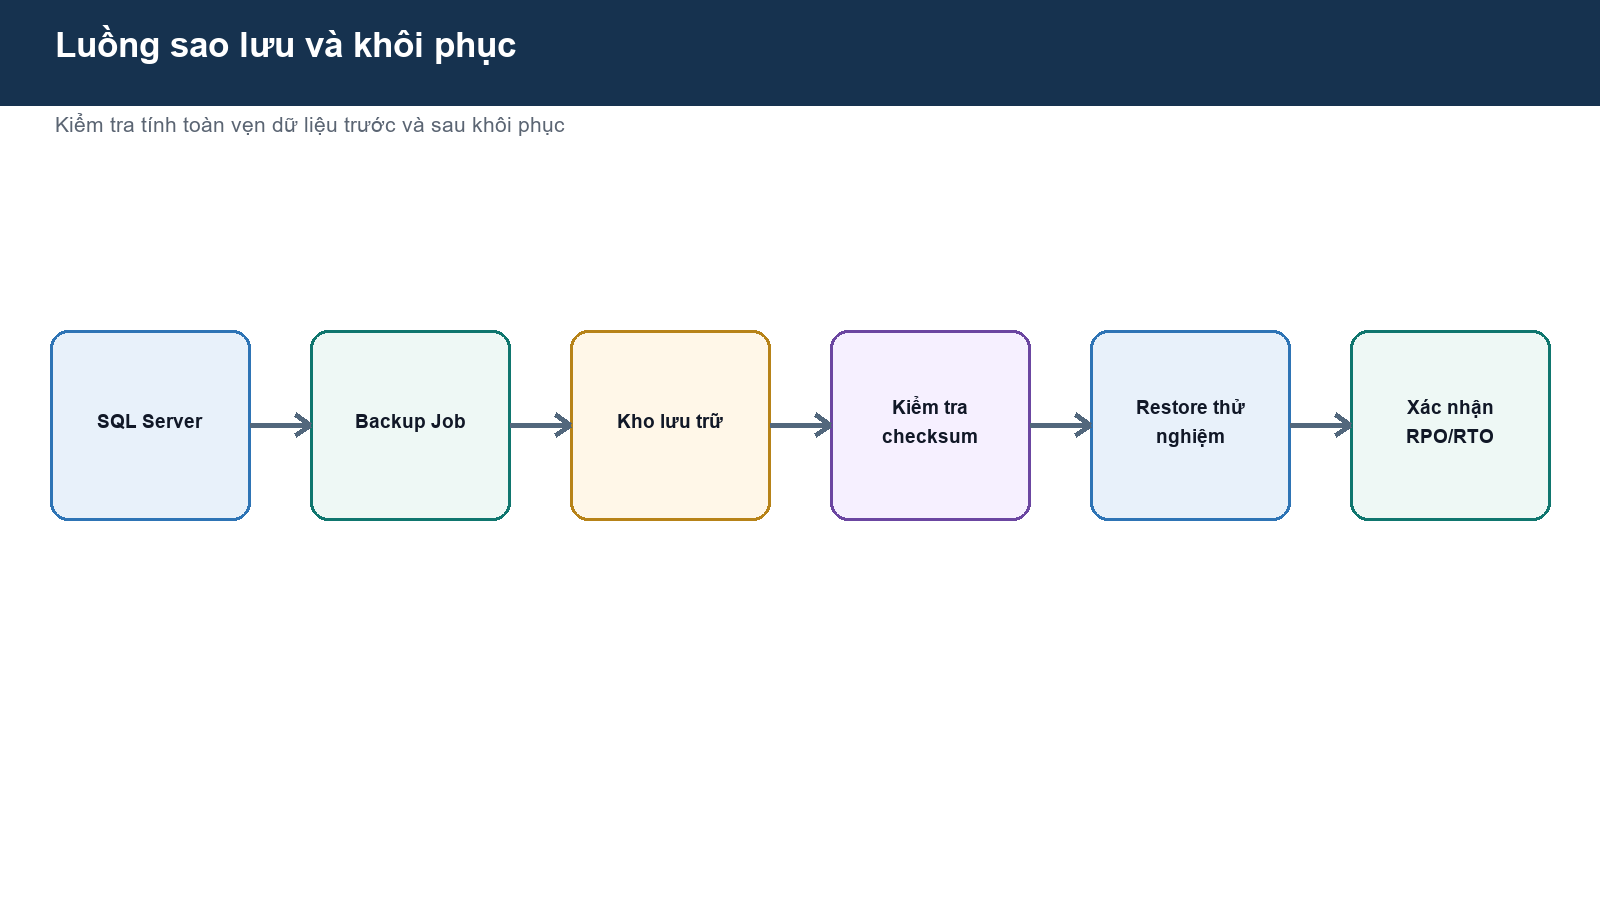 Luồng sao lưu và khôi phục
Kiểm tra tính toàn vẹn dữ liệu trước và sau khôi phục
SQL Server
Backup Job
Kho lưu trữ
Kiểm tra
checksum
Restore thử
nghiệm
Xác nhận
RPO/RTO